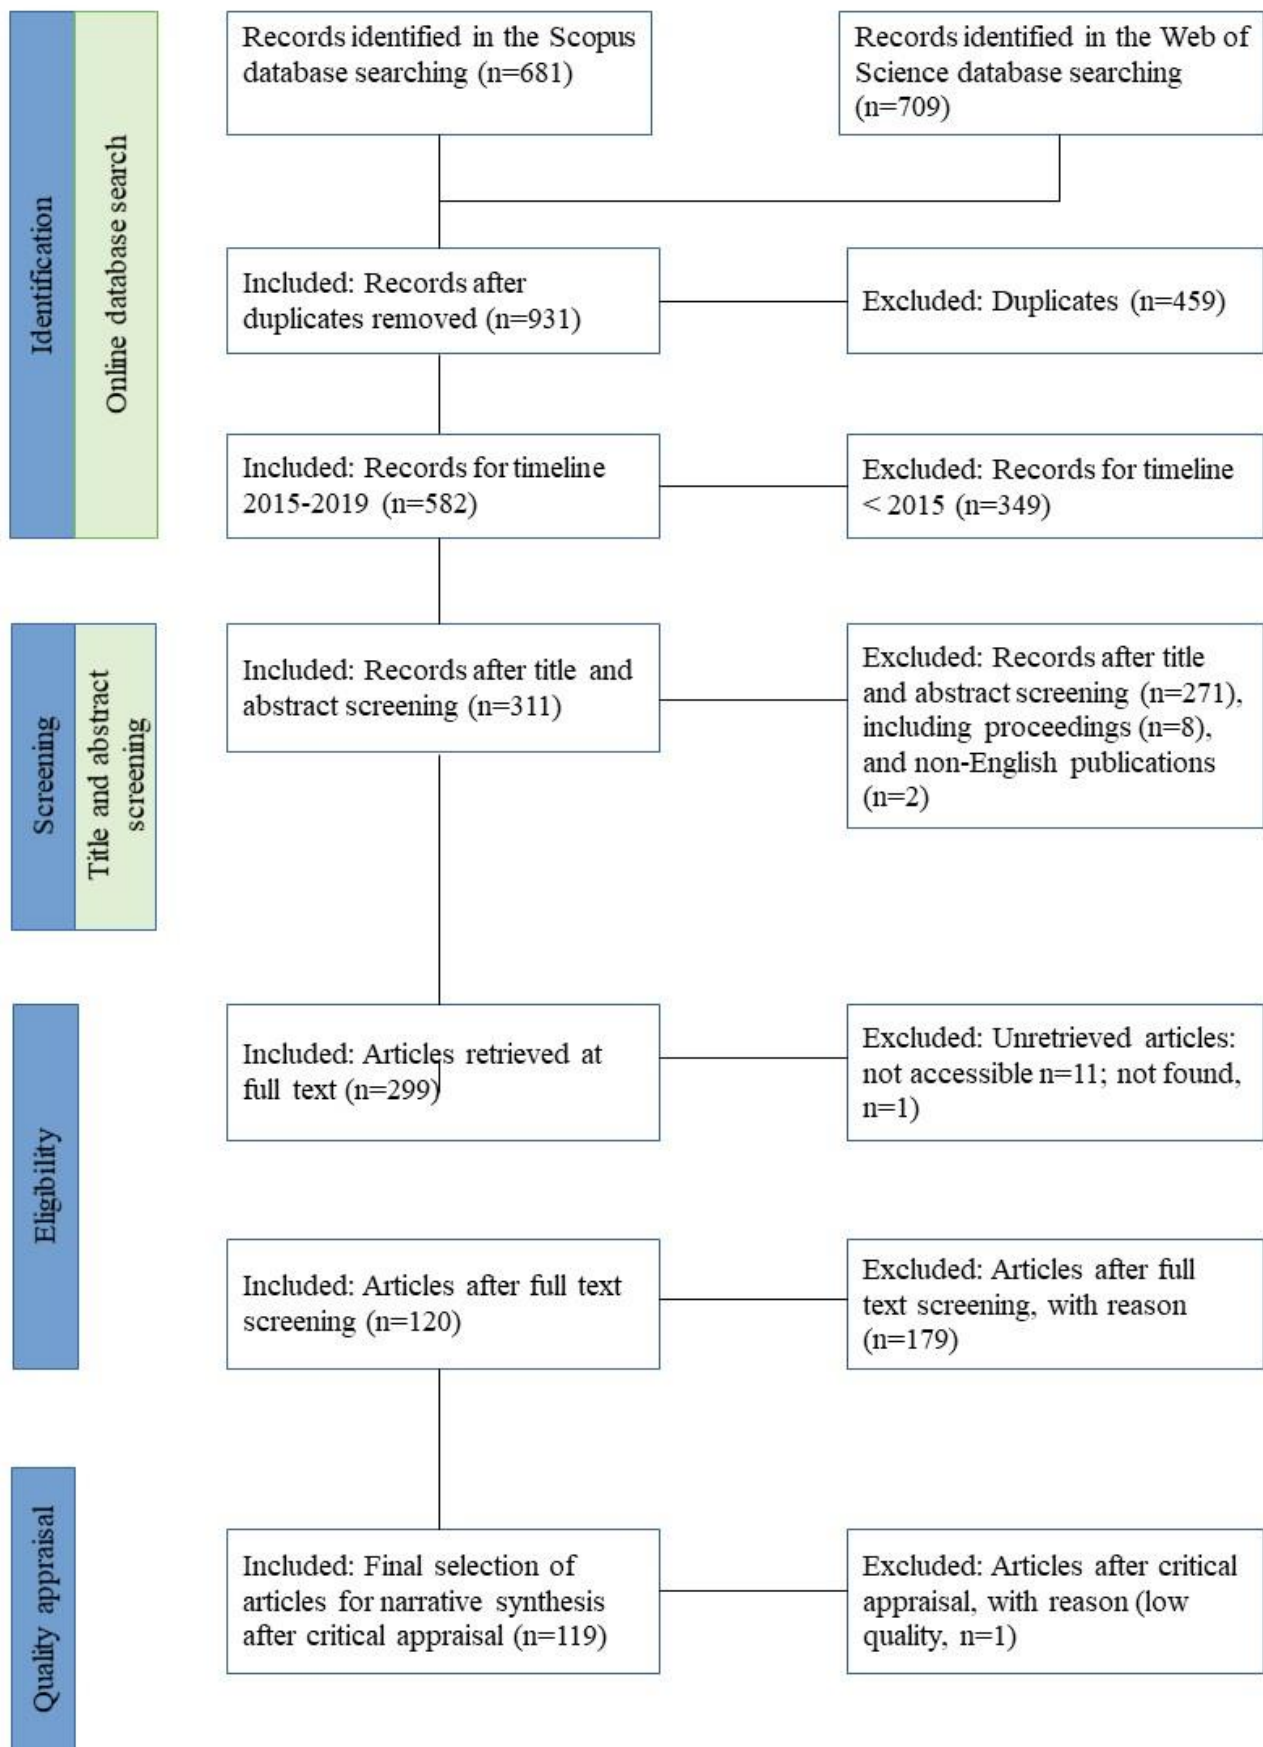 Identification
Online database search
Records identified in the Scopus
database searching (n=681)
Records identified in the Web of
Science database searching
(n=709)
Included: Records after
duplicates removed (n=931)
Excluded: Duplicates (n=459)
Included: Records for timeline
2015-2019 (n=582)
Excluded: Records for timeline
< 2015 (n=349)
Screening
Title and abstract
screening
Included: Records after title and
abstract screening (n=311)
Excluded: Records after title
and abstract screening (n=271),
including proceedings (n=8),
and non-English publications
(n=2)
Eligibility
Included: Articles retrieved at
full text (n=299)
Excluded: Unretrieved articles:
not accessible n=11; not found,
n=1)
Included: Articles after full text
screening (n=120)
Excluded: Articles after full
text screening, with reason
(n=179)
Quality appraisal
Included: Final selection of
articles for narrative synthesis
after critical appraisal (n=119)
Excluded: Articles after critical
appraisal, with reason (low
quality, n=1)